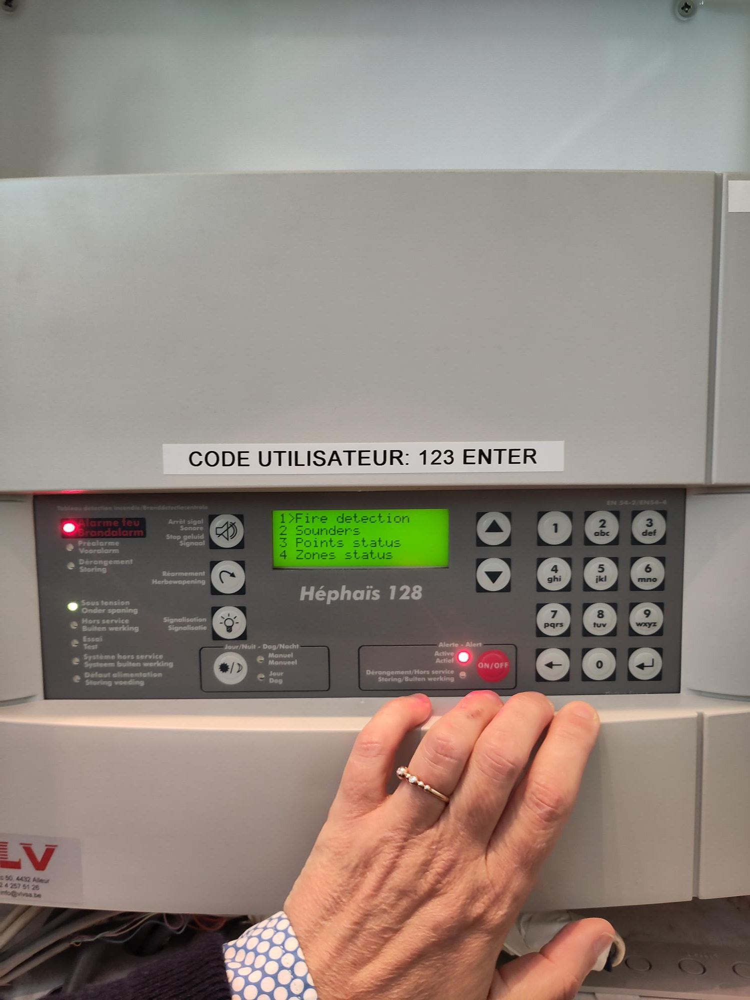 CODE UTILISATEUR: 123 ENTER
Tableau détection incendie/Branddetectiecentrale
EN 54-2/EN54-4
Alarme feu
Brandalarm
Préalarme
Vooralarm
Dérangement
Storing
Sous tension
Onder spaning
Hors service
Buiten werking
Essai
Test
Système hors service
Systeem buiten werking
Défaut alimentation
Storing voeding
Arrêt sigal
Sonore
Stop geluid
Signaal
Réarmement
Herbewapening
Signalisation
Signalisatie
Jour/Nuit - Dag/Nacht
Manuel
Manueel
Jour
Dag
1>Fire detection
2 Sounders
3 Points status
4 Zones status
Héphaïs 128
Alerte - Alert
Active
Actief
Dérangement/Hors service
Storing/Buiten werking
ON/OFF
1
2
abc
3
def
4
ghi
5
jkl
6
mno
7
pqrs
8
tuv
9
wxyz
0
LV
50, 4432 Alleur
4 257 51 26
info@vlvsa.be